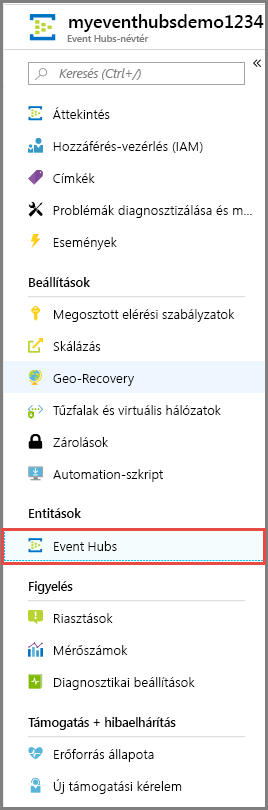 myeventhubsdemo1234
Event Hubs-névtér
Keresés (Ctrl+/)
Áttekintés
Hozzáférés-vezérlés (IAM)
Címkék
Problémák diagnosztizálása és m...
Események
Beállítások
Megosztott elérési szabályzatok
Skálázás
Geo-Recovery
Tűzfalak és virtuális hálózatok
Zárolások
Automation-szkript
Entitások
Event Hubs
Figyelés
Riasztások
Mérőszámok
Diagnosztikai beállítások
Támogatás + hibaelhárítás
Erőforrás állapota
Új támogatási kérelem